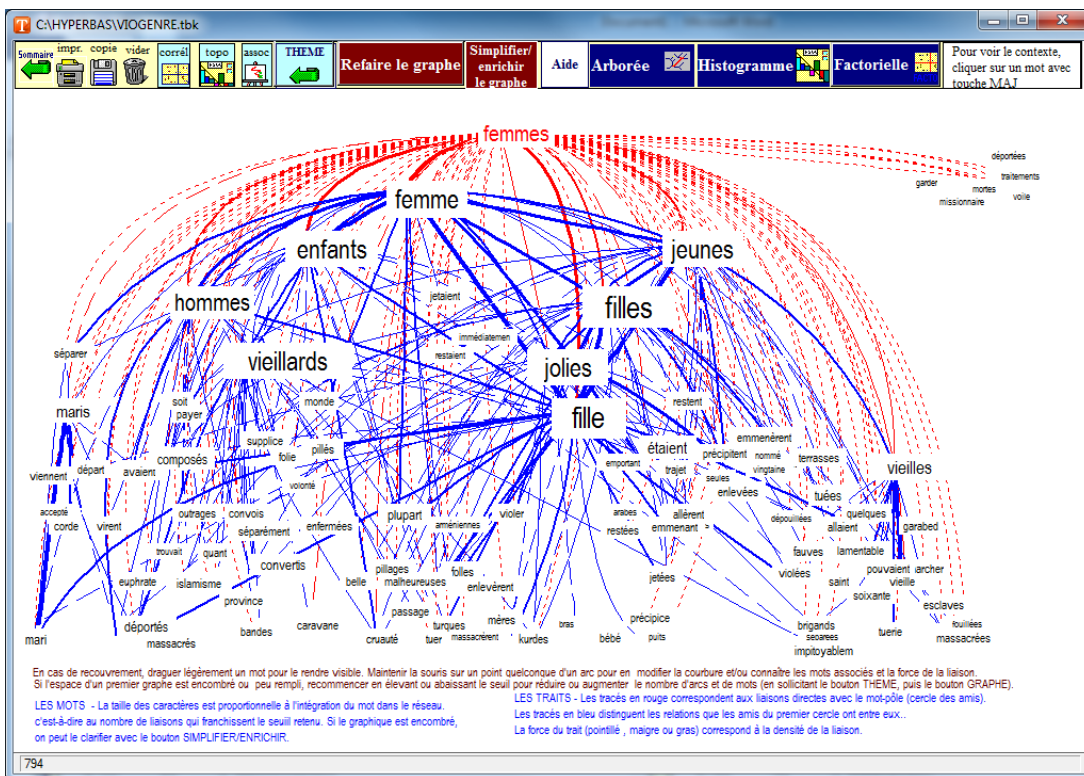 C:\HYPERBAS\VIOGENRE.tbk
Sommaire
impr. copie vider
corrél
topo
assoc
THEME
Refaire le graphe
Simplifier/
enrichir
le graphe
Aide
Arborée
Histogramme
Factorielle
Pour voir le contexte,
cliquer sur un mot avec
touche MAJ
femmes
déportées
traitements
garder
mortes
voile
missionnaire
femme
enfants
jeunes
jetaient
hommes
filles
immédiatemen
séparer
restaient
vieillards
jolies
soit
monde
restent
maris
payer
fille
supplice
emmenèrent
folie
pillés
étaient
précipitent
nommé
composés
terrasses
viennent
départ
avaient
emportant
trajet
vingtaine
vieilles
seules
volonté
enlevées
tuées
accepté
corde
virent
outrages
convois
plupart
arméniennes
violer
arabes
allèrent
dépouillées
quelques
séparément
enfermées
restées
emmenant
allaient
garabed
trouvait
quant
convertis
fauves
lamentable
euphrate
islamisme
belle
pillages
folles
malheureuses
enlevèrent
jetées
violées
saint
pouvaient
archer
vieille
soixante
province
passage
mères
esclaves
déportés
bandes
caravane
turques
bras
précipice
brigands
fouillées
mari
massacrés
cruauté
tuer
massacrèrent
kurdes
bébé
puits
séparées
tuerie
massacrées
impitoyablem
En cas de recouvrement, draguer légèrement un mot pour le rendre visible. Maintenir la souris sur un point quelconque d'un arc pour en modifier la courbure et/ou connaître les mots associés et la force de la liaison.
Si l'espace d'un premier graphe est encombré ou peu rempli, recommencer en élevant ou abaissant le seuil pour réduire ou augmenter le nombre d'arcs et de mots (en sollicitant le bouton THEME, puis le bouton GRAPHE).
LES MOTS - La taille des caractères est proportionnelle à l'intégration du mot dans le réseau.
c'est-à-dire au nombre de liaisons qui franchissent le seuiil retenu. Si le graphique est encombré,
on peut le clarifier avec le bouton SIMPLIFIER/ENRICHIR.
LES TRAITS - Les tracés en rouge correspondent aux liaisons directes avec le mot-pôle (cercle des amis).
Les tracés en bleu distinguent les relations que les amis du premier cercle ont entre eux..
La force du trait (pointillé , maigre ou gras) correspond à la densité de la liaison.
794